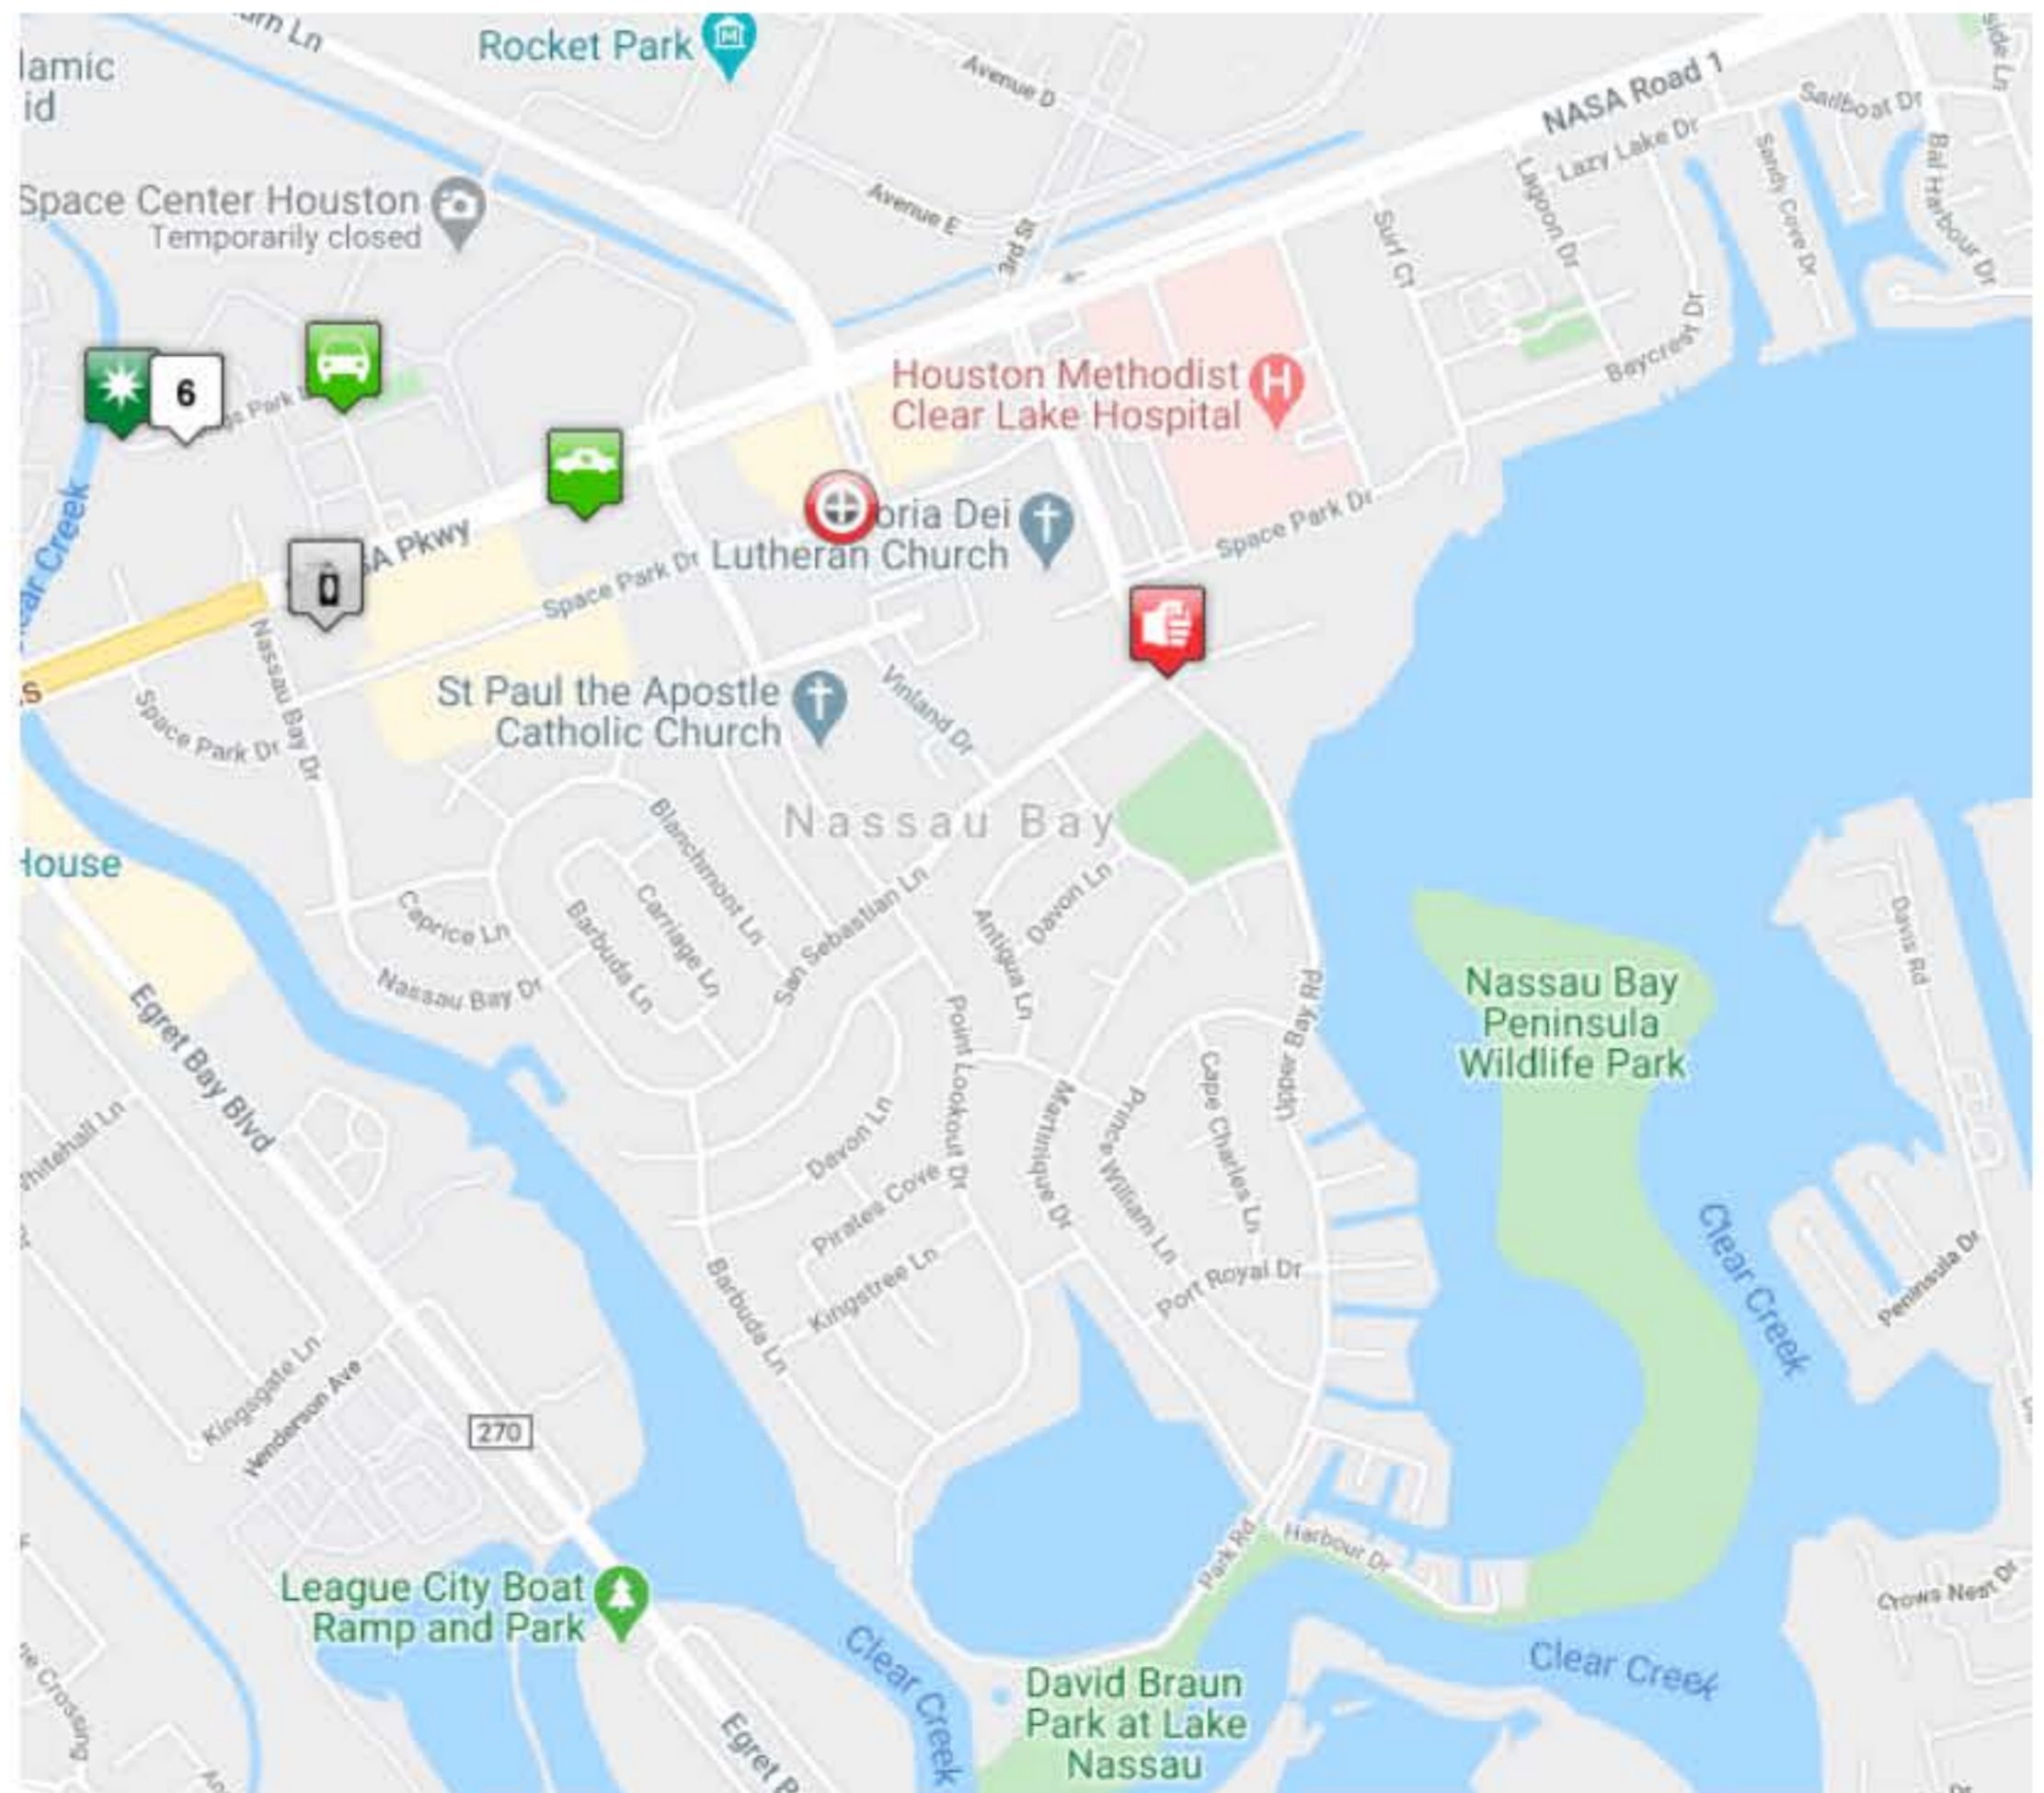 Rocket Park
Avenue D
NASA Road 1
Sailboat Dr
Lazy Lake Dr
Space Center Houston
Temporarily closed
Avenue E
3rd St
Surf Ct
Lagoon Dr
Sandy Cove Dr
Bal Harbour Dr
6
Houston Methodist
Clear Lake Hospital
Baycrest Dr
oria Dei
Lutheran Church
Space Park Dr
Space Park Dr
Nassau Bay Dr
Space Park Dr
St Paul the Apostle
Catholic Church
Vinland Dr
Nassau Bay
Blanchmont Ln
Carriage Ln
Barbuda Ln
Caprice Ln
Nassau Bay Dr
San Sebastian Ln
Davon Ln
Antigua Ln
Davis Rd
Nassau Bay
Peninsula
Wildlife Park
Egret Bay Blvd
Point Lookout Dr
Upper Bay Rd
Cape Charles Ln
Martinique Dr
Prince William Ln
Davon Ln
Pirates Cove
Kingstree Ln
Port Royal Dr
Barbuda Ln
Clear Creek
Peninsula Dr
Kingsgate Ln
Henderson Ave
270
Park Rd
Harbour Dr
League City Boat
Ramp and Park
Crows Nest Dr
Clear Creek
Clear Creek
David Braun
Park at Lake
Nassau